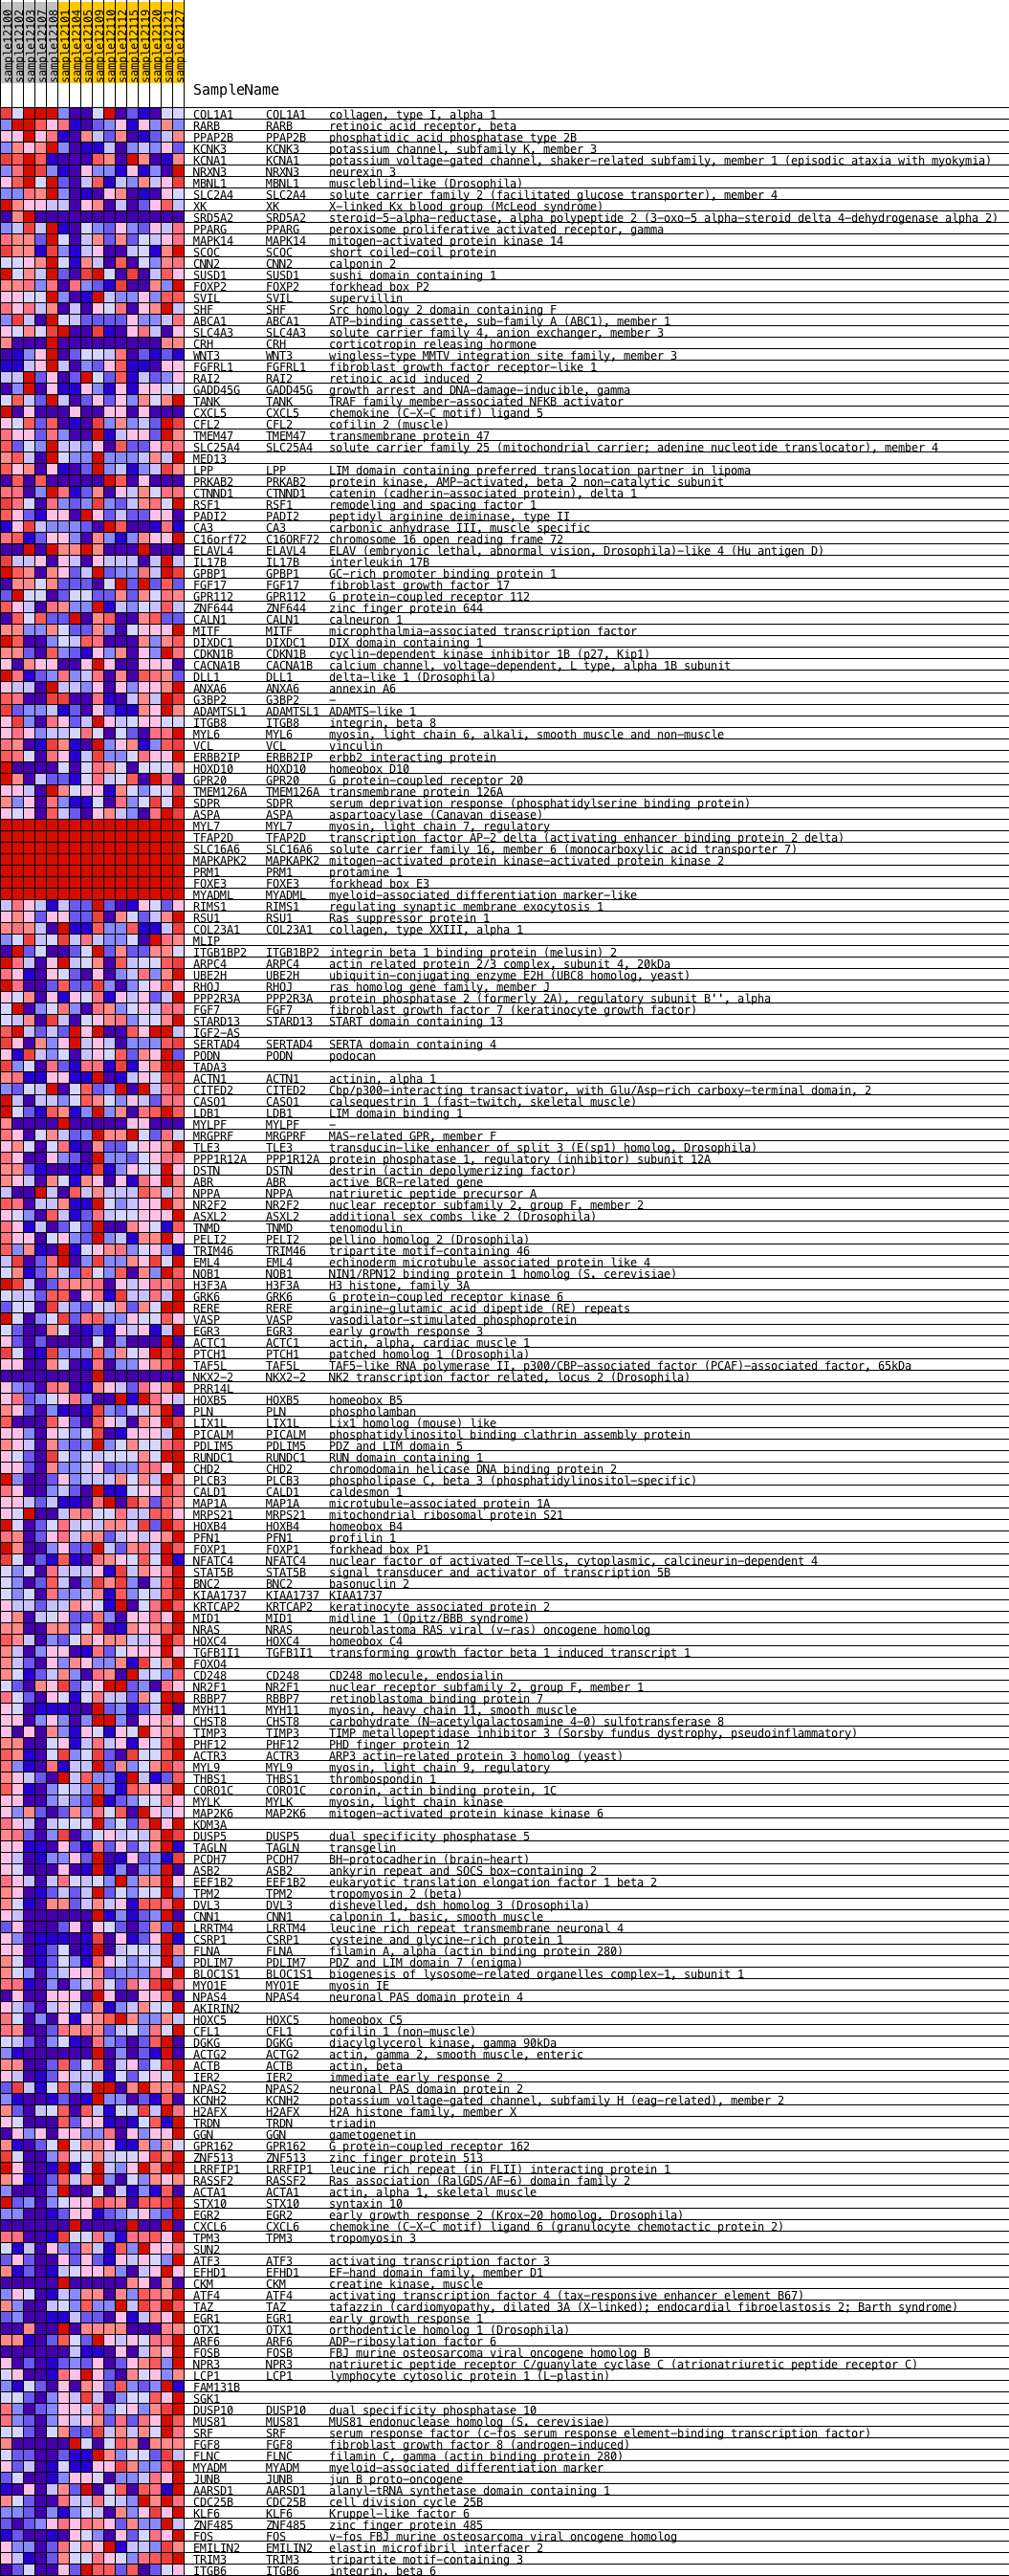 sample12100 sample12102 sample12103 sample12107 sample12108 sample12101 sample12104 sample12105 sample12109 sample12110 sample12112 sample12115 sample12119 sample12120 sample12121 sample12127
SampleName
COL1A1 COL1A1 collagen, type I, alpha 1
RARB RARB retinoic acid receptor, beta
PPAP2B PPAP2B phosphatidic acid phosphatase type 2B
KCNK3 KCNK3 potassium channel, subfamily K, member 3
KCNA1 KCNA1 potassium voltage-gated channel, shaker-related subfamily, member 1 (episodic ataxia with myokymia)
NRXN3 NRXN3 neurexin 3
MBNL1 MBNL1 muscleblind-like (Drosophila)
SLC2A4 SLC2A4 solute carrier family 2 (facilitated glucose transporter), member 4
XK XK X-linked Kx blood group (McLeod syndrome)
SRD5A2 SRD5A2 steroid-5-alpha-reductase, alpha polypeptide 2 (3-oxo-5 alpha-steroid delta 4-dehydrogenase alpha 2)
PPARG PPARG peroxisome proliferative activated receptor, gamma
MAPK14 MAPK14 mitogen-activated protein kinase 14
SCOC SCOC short coiled-coil protein
CNN2 CNN2 calponin 2
SUSD1 SUSD1 sushi domain containing 1
FOXP2 FOXP2 forkhead box P2
SVIL SVIL supervillin
SHF SHF Src homology 2 domain containing F
ABCA1 ABCA1 ATP-binding cassette, sub-family A (ABC1), member 1
SLC4A3 SLC4A3 solute carrier family 4, anion exchanger, member 3
CRH CRH corticotropin releasing hormone
WNT3 WNT3 wingless-type MMTV integration site family, member 3
FGFRL1 FGFRL1 fibroblast growth factor receptor-like 1
RAI2 RAI2 retinoic acid induced 2
GADD45G GADD45G growth arrest and DNA-damage-inducible, gamma
TANK TANK TRAF family member-associated NFKB activator
CXCL5 CXCL5 chemokine (C-X-C motif) ligand 5
CFL2 CFL2 cofilin 2 (muscle)
TMEM47 TMEM47 transmembrane protein 47
SLC25A4 SLC25A4 solute carrier family 25 (mitochondrial carrier; adenine nucleotide translocator), member 4
MED13
LPP LPP LIM domain containing preferred translocation partner in lipoma
PRKAB2 PRKAB2 protein kinase, AMP-activated, beta 2 non-catalytic subunit
CTNND1 CTNND1 catenin (cadherin-associated protein), delta 1
RSF1 RSF1 remodeling and spacing factor 1
PADI2 PADI2 peptidyl arginine deiminase, type II
CA3 CA3 carbonic anhydrase III, muscle specific
C16orf72 C16ORF72 chromosome 16 open reading frame 72
ELAVL4 ELAVL4 ELAV (embryonic lethal, abnormal vision, Drosophila)-like 4 (Hu antigen D)
IL17B IL17B interleukin 17B
GPBP1 GPBP1 GC-rich promoter binding protein 1
FGF17 FGF17 fibroblast growth factor 17
GPR112 GPR112 G protein-coupled receptor 112
ZNF644 ZNF644 zinc finger protein 644
CALN1 CALN1 calneuron 1
MITF MITF microphthalmia-associated transcription factor
DIXDC1 DIXDC1 DIX domain containing 1
CDKN1B CDKN1B cyclin-dependent kinase inhibitor 1B (p27, Kip1)
CACNA1B CACNA1B calcium channel, voltage-dependent, L type, alpha 1B subunit
DLL1 DLL1 delta-like 1 (Drosophila)
ANXA6 ANXA6 annexin A6
G3BP2 G3BP2 -
ADAMTSL1 ADAMTSL1 ADAMTS-like 1
ITGB8 ITGB8 integrin, beta 8
MYL6 MYL6 myosin, light chain 6, alkali, smooth muscle and non-muscle
VCL VCL vinculin
ERBB2IP ERBB2IP erbb2 interacting protein
HOXD10 HOXD10 homeobox D10
GPR20 GPR20 G protein-coupled receptor 20
TMEM126A TMEM126A transmembrane protein 126A
SDPR SDPR serum deprivation response (phosphatidylserine binding protein)
ASPA ASPA aspartoacylase (Canavan disease)
MYL7 MYL7 myosin, light chain 7, regulatory
TFAP2D TFAP2D transcription factor AP-2 delta (activating enhancer binding protein 2 delta)
SLC16A6 SLC16A6 solute carrier family 16, member 6 (monocarboxylic acid transporter 7)
MAPKAPK2 MAPKAPK2 mitogen-activated protein kinase-activated protein kinase 2
PRM1 PRM1 protamine 1
FOXE3 FOXE3 forkhead box E3
MYADML MYADML myeloid-associated differentiation marker-like
RIMS1 RIMS1 regulating synaptic membrane exocytosis 1
RSU1 RSU1 Ras suppressor protein 1
COL23A1 COL23A1 collagen, type XXIII, alpha 1
MLIP
ITGB1BP2 ITGB1BP2 integrin beta 1 binding protein (melusin) 2
ARPC4 ARPC4 actin related protein 2/3 complex, subunit 4, 20kDa
UBE2H UBE2H ubiquitin-conjugating enzyme E2H (UBC8 homolog, yeast)
RHOJ RHOJ ras homolog gene family, member J
PPP2R3A PPP2R3A protein phosphatase 2 (formerly 2A), regulatory subunit B'', alpha
FGF7 FGF7 fibroblast growth factor 7 (keratinocyte growth factor)
STARD13 STARD13 START domain containing 13
IGF2-AS
SERTAD4 SERTAD4 SERTA domain containing 4
PODN PODN podocan
TADA3
ACTN1 ACTN1 actinin, alpha 1
CITED2 CITED2 Cbp/p300-interacting transactivator, with Glu/Asp-rich carboxy-terminal domain, 2
CASQ1 CASQ1 calsequestrin 1 (fast-twitch, skeletal muscle)
LDB1 LDB1 LIM domain binding 1
MYLPF MYLPF -
MRGPRF MRGPRF MAS-related GPR, member F
TLE3 TLE3 transducin-like enhancer of split 3 (E(sp1) homolog, Drosophila)
PPP1R12A PPP1R12A protein phosphatase 1, regulatory (inhibitor) subunit 12A
DSTN DSTN destrin (actin depolymerizing factor)
ABR ABR active BCR-related gene
NPPA NPPA natriuretic peptide precursor A
NR2F2 NR2F2 nuclear receptor subfamily 2, group F, member 2
ASXL2 ASXL2 additional sex combs like 2 (Drosophila)
TNMD TNMD tenomodulin
PELI2 PELI2 pellino homolog 2 (Drosophila)
TRIM46 TRIM46 tripartite motif-containing 46
EML4 EML4 echinoderm microtubule associated protein like 4
NOB1 NOB1 NIN1/RPN12 binding protein 1 homolog (S. cerevisiae)
H3F3A H3F3A H3 histone, family 3A
GRK6 GRK6 G protein-coupled receptor kinase 6
RERE RERE arginine-glutamic acid dipeptide (RE) repeats
VASP VASP vasodilator-stimulated phosphoprotein
EGR3 EGR3 early growth response 3
ACTC1 ACTC1 actin, alpha, cardiac muscle 1
PTCH1 PTCH1 patched homolog 1 (Drosophila)
TAF5L TAF5L TAF5-like RNA polymerase II, p300/CBP-associated factor (PCAF)-associated factor, 65kDa
NKX2-2 NKX2-2 NK2 transcription factor related, locus 2 (Drosophila)
PRR14L
HOXB5 HOXB5 homeobox B5
PLN PLN phospholamban
LIX1L LIX1L Lix1 homolog (mouse) like
PICALM PICALM phosphatidylinositol binding clathrin assembly protein
PDLIM5 PDLIM5 PDZ and LIM domain 5
RUNDC1 RUNDC1 RUN domain containing 1
CHD2 CHD2 chromodomain helicase DNA binding protein 2
PLCB3 PLCB3 phospholipase C, beta 3 (phosphatidylinositol-specific)
CALD1 CALD1 caldesmon 1
MAP1A MAP1A microtubule-associated protein 1A
MRPS21 MRPS21 mitochondrial ribosomal protein S21
HOXB4 HOXB4 homeobox B4
PFN1 PFN1 profilin 1
FOXP1 FOXP1 forkhead box P1
NFATC4 NFATC4 nuclear factor of activated T-cells, cytoplasmic, calcineurin-dependent 4
STAT5B STAT5B signal transducer and activator of transcription 5B
BNC2 BNC2 basonuclin 2
KIAA1737 KIAA1737 KIAA1737
KRTCAP2 KRTCAP2 keratinocyte associated protein 2
MID1 MID1 midline 1 (Opitz/BBB syndrome)
NRAS NRAS neuroblastoma RAS viral (v-ras) oncogene homolog
HOXC4 HOXC4 homeobox C4
TGFB1I1 TGFB1I1 transforming growth factor beta 1 induced transcript 1
FOXO4
CD248 CD248 CD248 molecule, endosialin
NR2F1 NR2F1 nuclear receptor subfamily 2, group F, member 1
RBBP7 RBBP7 retinoblastoma binding protein 7
MYH11 MYH11 myosin, heavy chain 11, smooth muscle
CHST8 CHST8 carbohydrate (N-acetylgalactosamine 4-0) sulfotransferase 8
TIMP3 TIMP3 TIMP metallopeptidase inhibitor 3 (Sorsby fundus dystrophy, pseudoinflammatory)
PHF12 PHF12 PHD finger protein 12
ACTR3 ACTR3 ARP3 actin-related protein 3 homolog (yeast)
MYL9 MYL9 myosin, light chain 9, regulatory
THBS1 THBS1 thrombospondin 1
CORO1C CORO1C coronin, actin binding protein, 1C
MYLK MYLK myosin, light chain kinase
MAP2K6 MAP2K6 mitogen-activated protein kinase kinase 6
KDM3A
DUSP5 DUSP5 dual specificity phosphatase 5
TAGLN TAGLN transgelin
PCDH7 PCDH7 BH-protocadherin (brain-heart)
ASB2 ASB2 ankyrin repeat and SOCS box-containing 2
EEF1B2 EEF1B2 eukaryotic translation elongation factor 1 beta 2
TPM2 TPM2 tropomyosin 2 (beta)
DVL3 DVL3 dishevelled, dsh homolog 3 (Drosophila)
CNN1 CNN1 calponin 1, basic, smooth muscle
LRRTM4 LRRTM4 leucine rich repeat transmembrane neuronal 4
CSRP1 CSRP1 cysteine and glycine-rich protein 1
FLNA FLNA filamin A, alpha (actin binding protein 280)
PDLIM7 PDLIM7 PDZ and LIM domain 7 (enigma)
BLOC1S1 BLOC1S1 biogenesis of lysosome-related organelles complex-1, subunit 1
MYO1E MYO1E myosin IE
NPAS4 NPAS4 neuronal PAS domain protein 4
AKIRIN2
HOXC5 HOXC5 homeobox C5
CFL1 CFL1 cofilin 1 (non-muscle)
DGKG DGKG diacylglycerol kinase, gamma 90kDa
ACTG2 ACTG2 actin, gamma 2, smooth muscle, enteric
ACTB ACTB actin, beta
IER2 IER2 immediate early response 2
NPAS2 NPAS2 neuronal PAS domain protein 2
KCNH2 KCNH2 potassium voltage-gated channel, subfamily H (eag-related), member 2
H2AFX H2AFX H2A histone family, member X
TRDN TRDN triadin
GGN GGN gametogenetin
GPR162 GPR162 G protein-coupled receptor 162
ZNF513 ZNF513 zinc finger protein 513
LRRFIP1 LRRFIP1 leucine rich repeat (in FLII) interacting protein 1
RASSF2 RASSF2 Ras association (RalGDS/AF-6) domain family 2
ACTA1 ACTA1 actin, alpha 1, skeletal muscle
STX10 STX10 syntaxin 10
EGR2 EGR2 early growth response 2 (Krox-20 homolog, Drosophila)
CXCL6 CXCL6 chemokine (C-X-C motif) ligand 6 (granulocyte chemotactic protein 2)
TPM3 TPM3 tropomyosin 3
SUN2
ATF3 ATF3 activating transcription factor 3
EFHD1 EFHD1 EF-hand domain family, member D1
CKM CKM creatine kinase, muscle
ATF4 ATF4 activating transcription factor 4 (tax-responsive enhancer element B67)
TAZ TAZ tafazzin (cardiomyopathy, dilated 3A (X-linked); endocardial fibroelastosis 2; Barth syndrome)
EGR1 EGR1 early growth response 1
OTX1 OTX1 orthodenticle homolog 1 (Drosophila)
ARF6 ARF6 ADP-ribosylation factor 6
FOSB FOSB FBJ murine osteosarcoma viral oncogene homolog B
NPR3 NPR3 natriuretic peptide receptor C/guanylate cyclase C (atrionatriuretic peptide receptor C)
LCP1 LCP1 lymphocyte cytosolic protein 1 (L-plastin)
FAM131B
SGK1
DUSP10 DUSP10 dual specificity phosphatase 10
MUS81 MUS81 MUS81 endonuclease homolog (S. cerevisiae)
SRF SRF serum response factor (c-fos serum response element-binding transcription factor)
FGF8 FGF8 fibroblast growth factor 8 (androgen-induced)
FLNC FLNC filamin C, gamma (actin binding protein 280)
MYADM MYADM myeloid-associated differentiation marker
JUNB JUNB jun B proto-oncogene
AARSD1 AARSD1 alanyl-tRNA synthetase domain containing 1
CDC25B CDC25B cell division cycle 25B
KLF6 KLF6 Kruppel-like factor 6
ZNF485 ZNF485 zinc finger protein 485
FOS FOS v-fos FBJ murine osteosarcoma viral oncogene homolog
EMILIN2 EMILIN2 elastin microfibril interfacer 2
TRIM3 TRIM3 tripartite motif-containing 3
ITGB6 ITGB6 integrin, beta 6